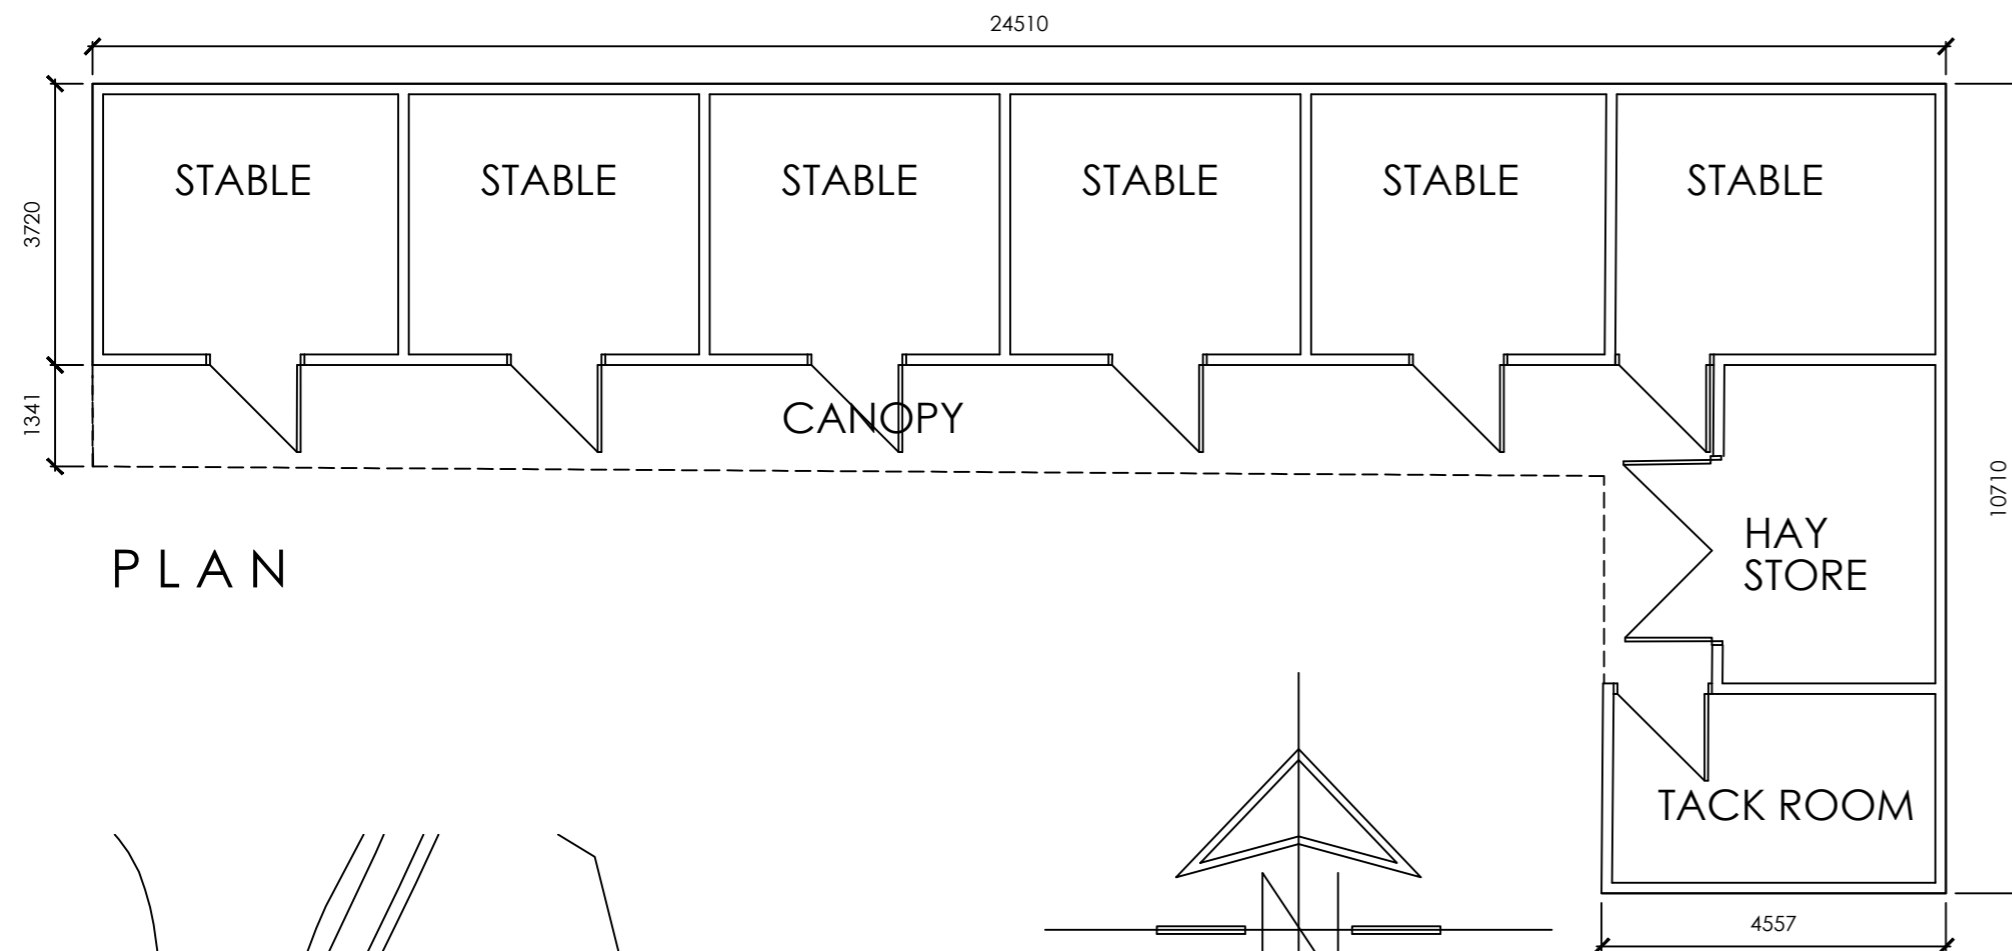 24510
STABLE STABLE STABLE STABLE STABLE STABLE
3720
1341
CANOPY
10710
PLAN
HAY
STORE
TACK ROOM
4557